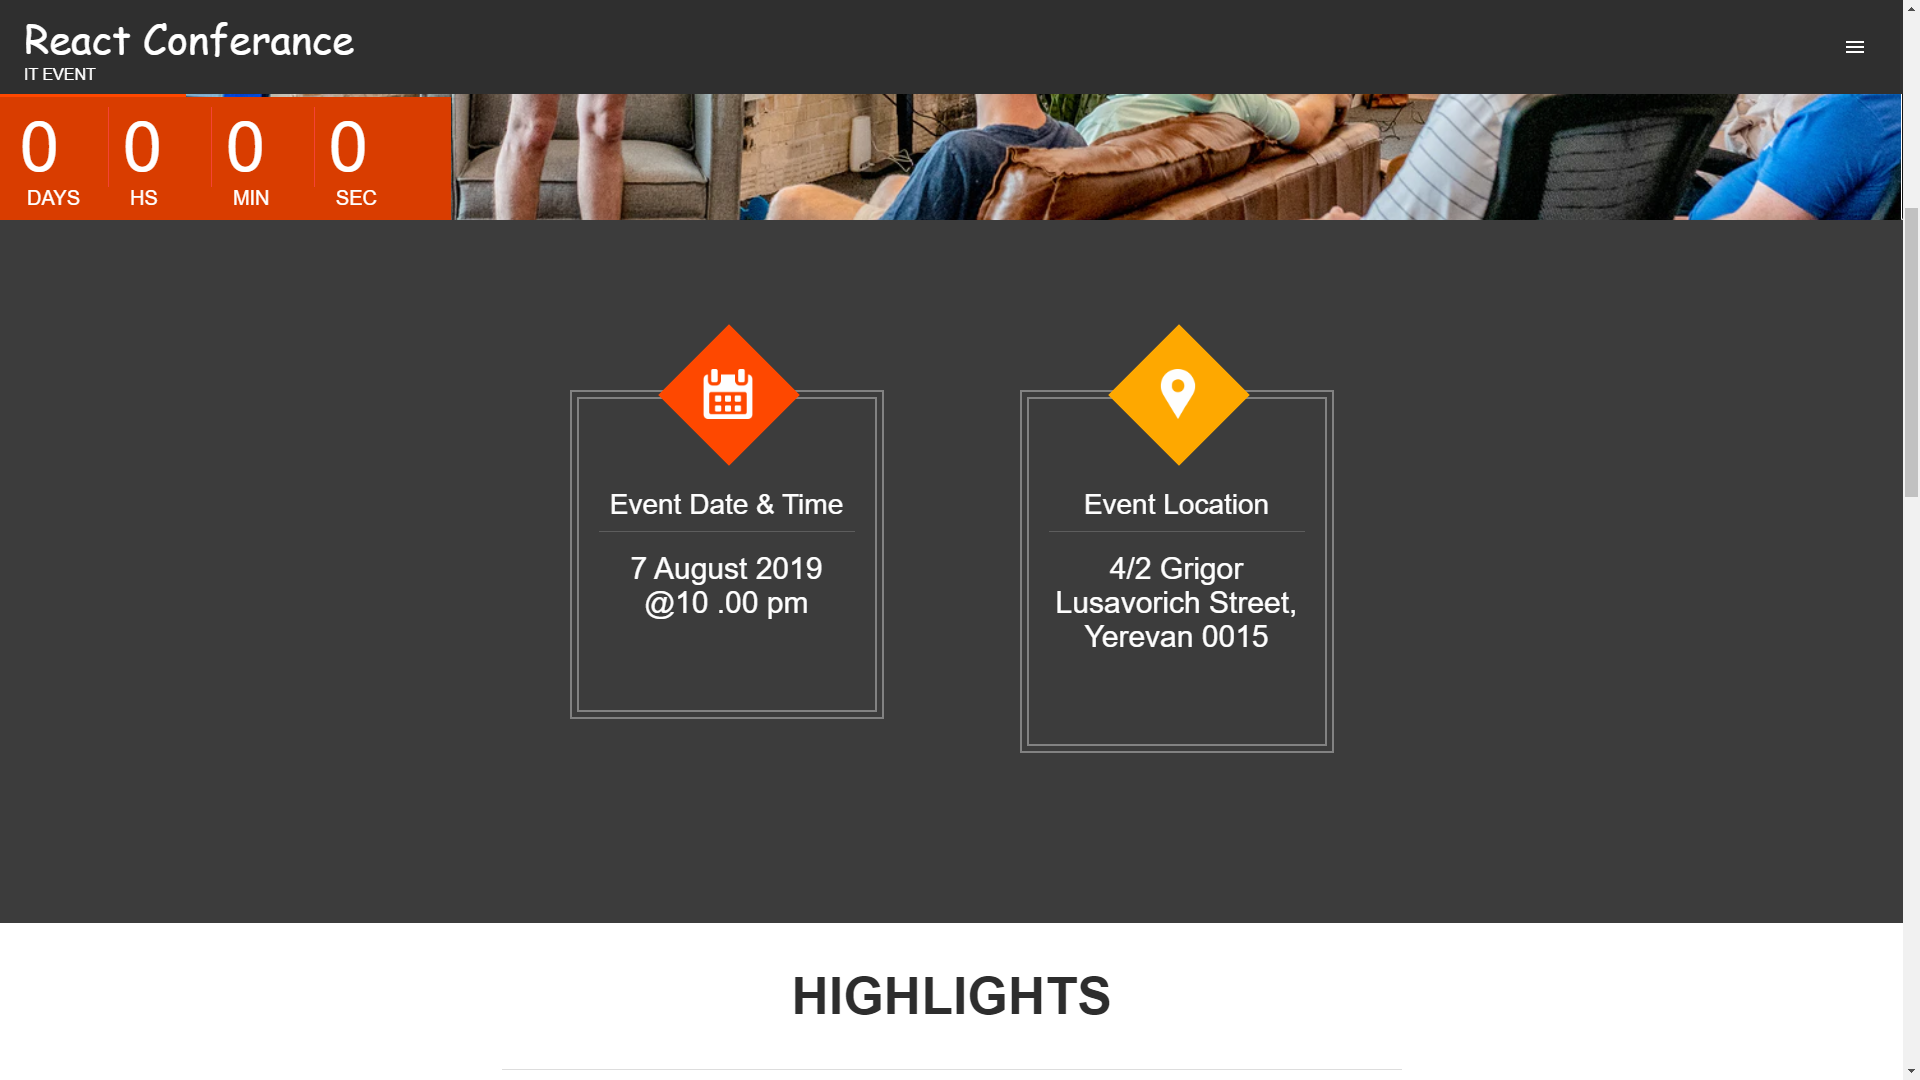 React Conferance
IT EVENT
0 0 0 0
DAYS HS MIN SEC
Event Date & Time
7 August 2019
@10 .00 pm
Event Location
4/2 Grigor
Lusavorich Street,
Yerevan 0015
HIGHLIGHTS